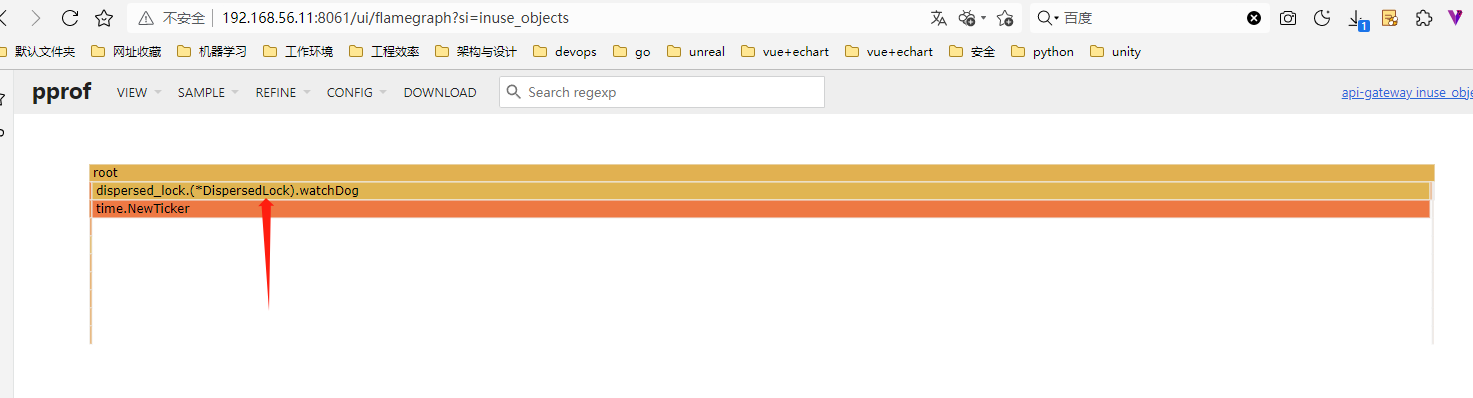 不安全 192.168.56.11:8061/ui/flamegraph?si=inuse_objects 百度 1
默认文件夹 网址收藏 机器学习 工作环境 工程效率 架构与设计 devops go unreal vue+echart vue+echart 安全 python unity
pprof VIEW SAMPLE REFINE CONFIG DOWNLOAD Search regexp api-gateway inuse_obje
root
dispersed_lock.(*DispersedLock).watchDog
time.NewTicker